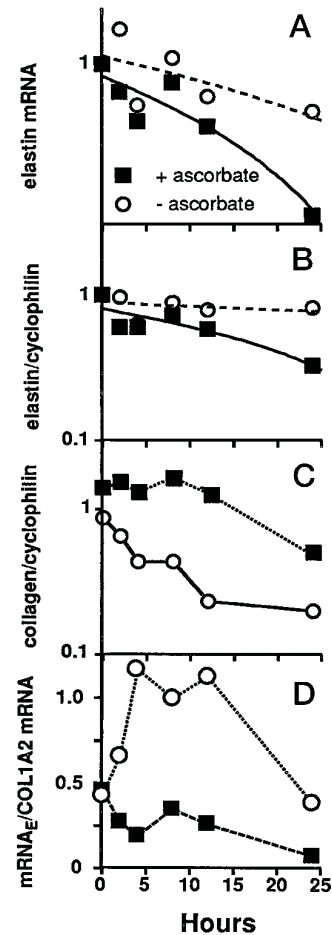 A
1
elastin mRNA
+ ascorbate
- ascorbate
B
1
elastin/cyclophilin
0.1
C
1
collagen/cyclophilin
0.1
D
1.0
0.5
0
mRNAE/COL1A2 mRNA
0 5 10 15 20 25
Hours